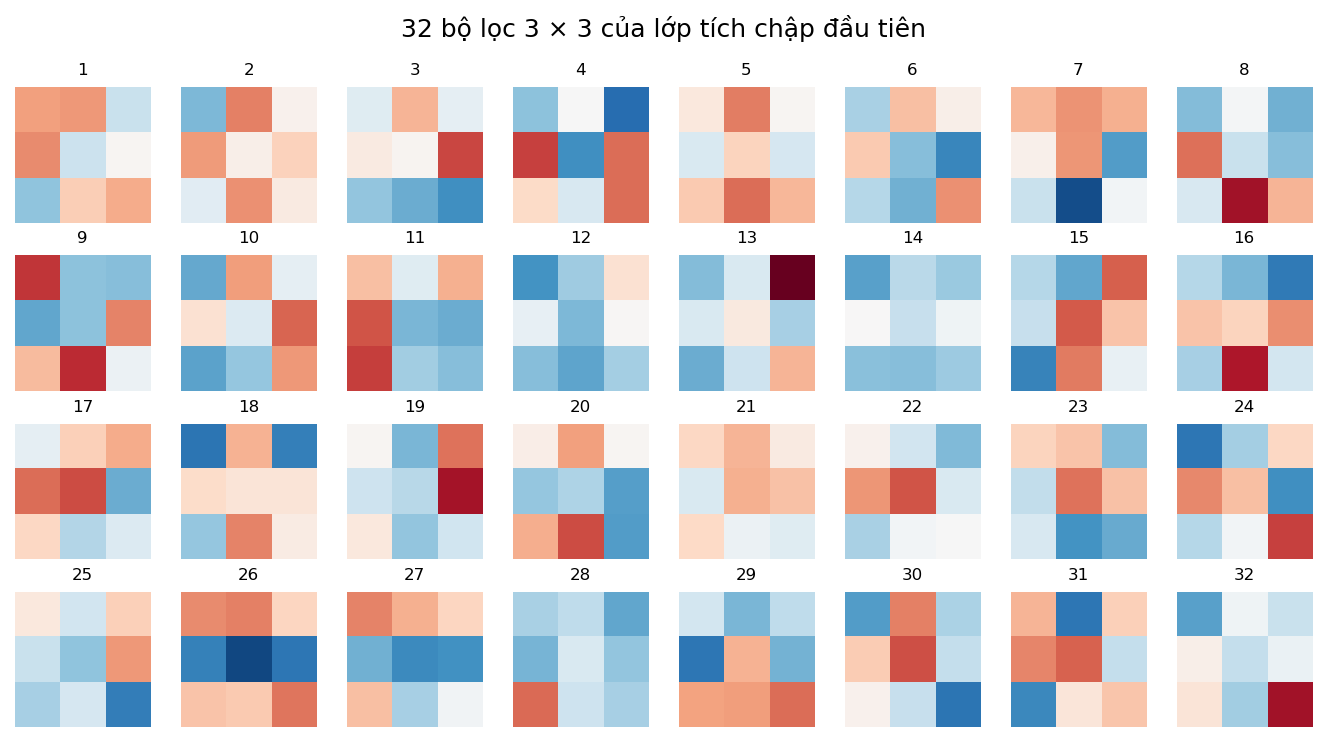 32 bộ lọc 3 × 3 của lớp tích chập đầu tiên
1 2 3 4 5 6 7 8
9 10 11 12 13 14 15 16
17 18 19 20 21 22 23 24
25 26 27 28 29 30 31 32